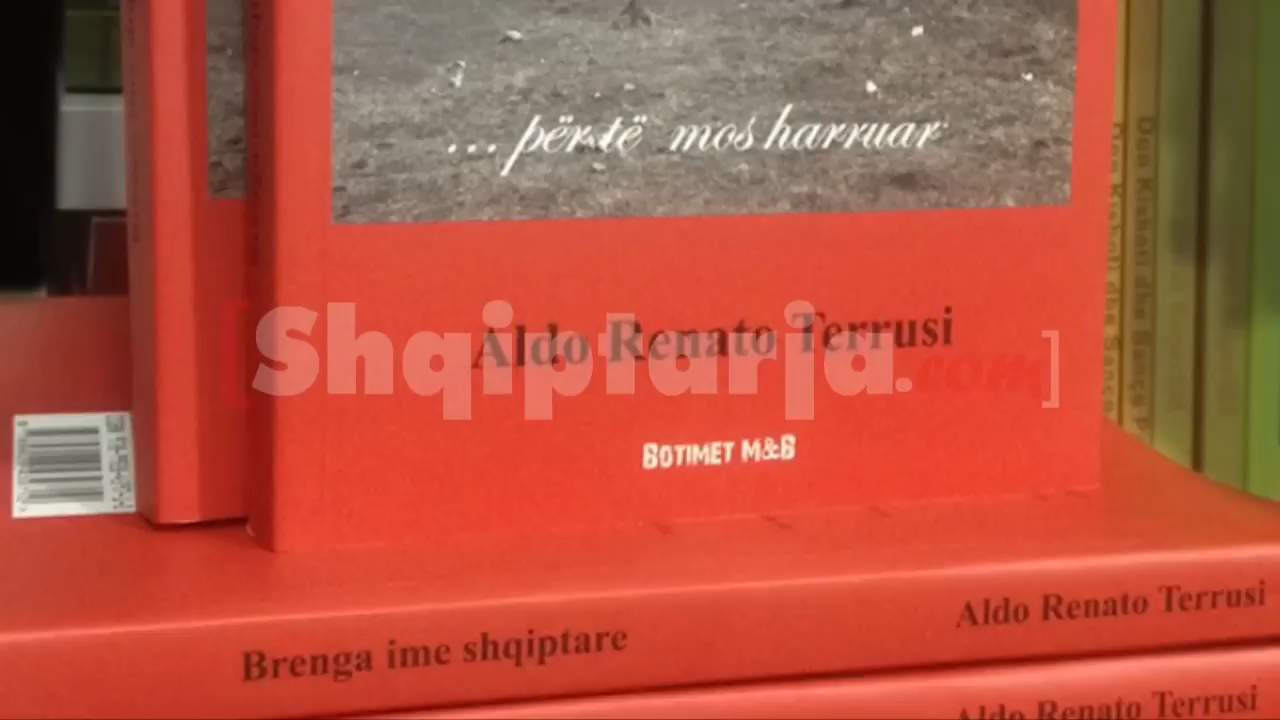 ... për të mos harruar
Aldo Renato Terrusi
[Shqiptarja.com]
BOTIMET M&B
Brenga ime shqiptare
Aldo Renato Terrusi
Aldo Renato Terrusi